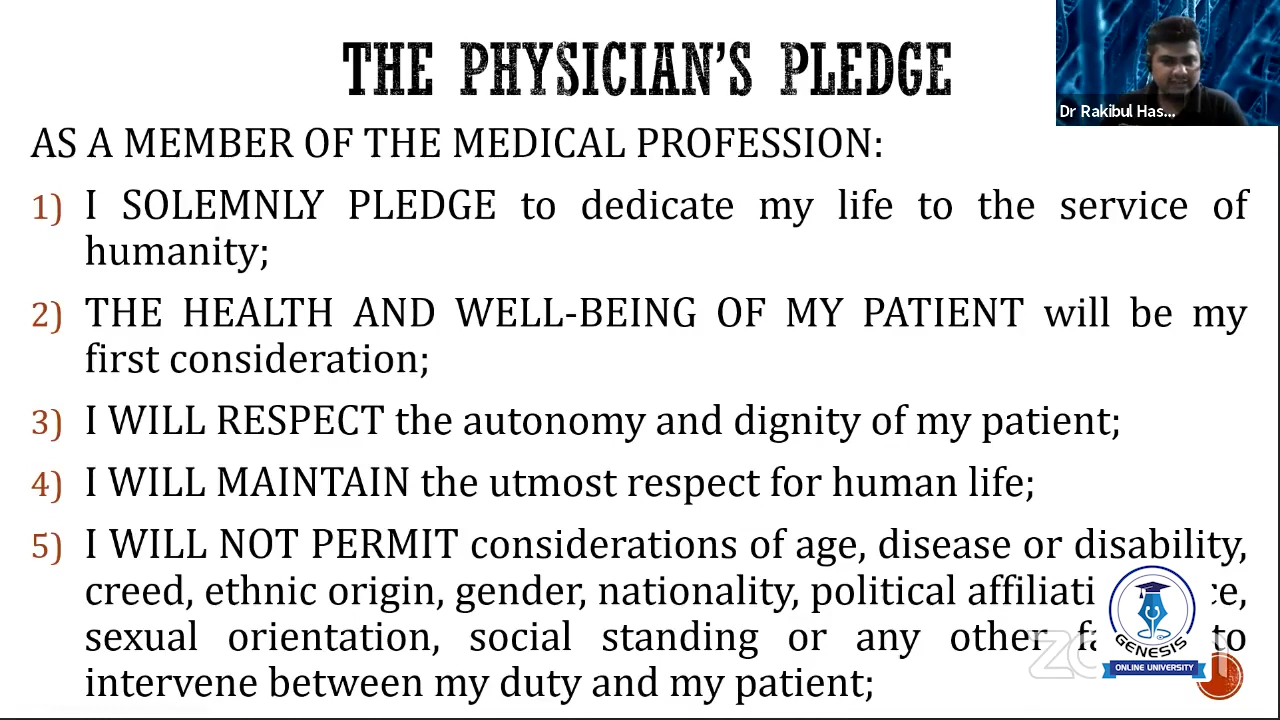 THE PHYSICIAN'S PLEDGE
Dr Rakibul Has...
AS A MEMBER OF THE MEDICAL PROFESSION:
1) I SOLEMNLY PLEDGE to dedicate my life to the service of
humanity;
2) THE HEALTH AND WELL-BEING OF MY PATIENT will be my
first consideration;
3) I WILL RESPECT the autonomy and dignity of my patient;
4) I WILL MAINTAIN the utmost respect for human life;
5) I WILL NOT PERMIT considerations of age, disease or disability,
creed, ethnic origin, gender, nationality, political
sexual orientation, social standing or any other to
intervene between my duty and my patient;
GENESIS
ONLINE UNIVERSITY